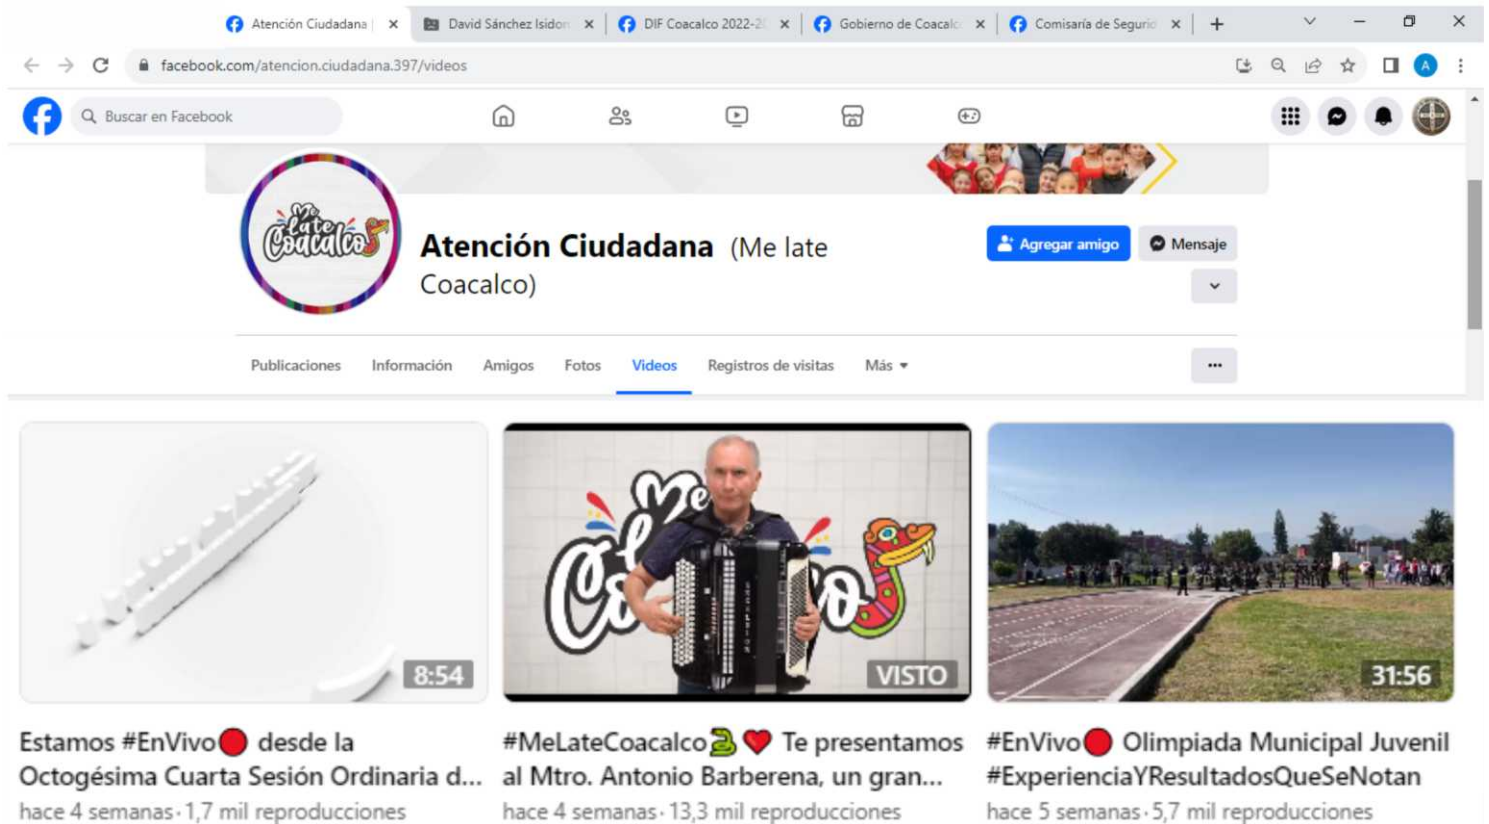 Atención Ciudadana |
David Sánchez Isidor
DIF Coacalco 2022-2
Gobierno de Coacalc
Comisaría de Segurid
facebook.com/atencion.ciudadana.397/videos
A
Buscar en Facebook
Me late Coacalco
Atención Ciudadana (Me late
Coacalco)
Agregar amigo
Mensaje
Publicaciones Información Amigos Fotos Videos Registros de visitas Más
8:54
VISTO
31:56
Estamos #EnVivo🔴 desde la
Octogésima Cuarta Sesión Ordinaria d...
hace 4 semanas · 1,7 mil reproducciones
#MeLateCoacalco🐍❤️ Te presentamos
al Mtro. Antonio Barberena, un gran...
hace 4 semanas · 13,3 mil reproducciones
#EnVivo🔴 Olimpiada Municipal Juvenil
#ExperienciaYResultadosQueSeNotan
hace 5 semanas · 5,7 mil reproducciones